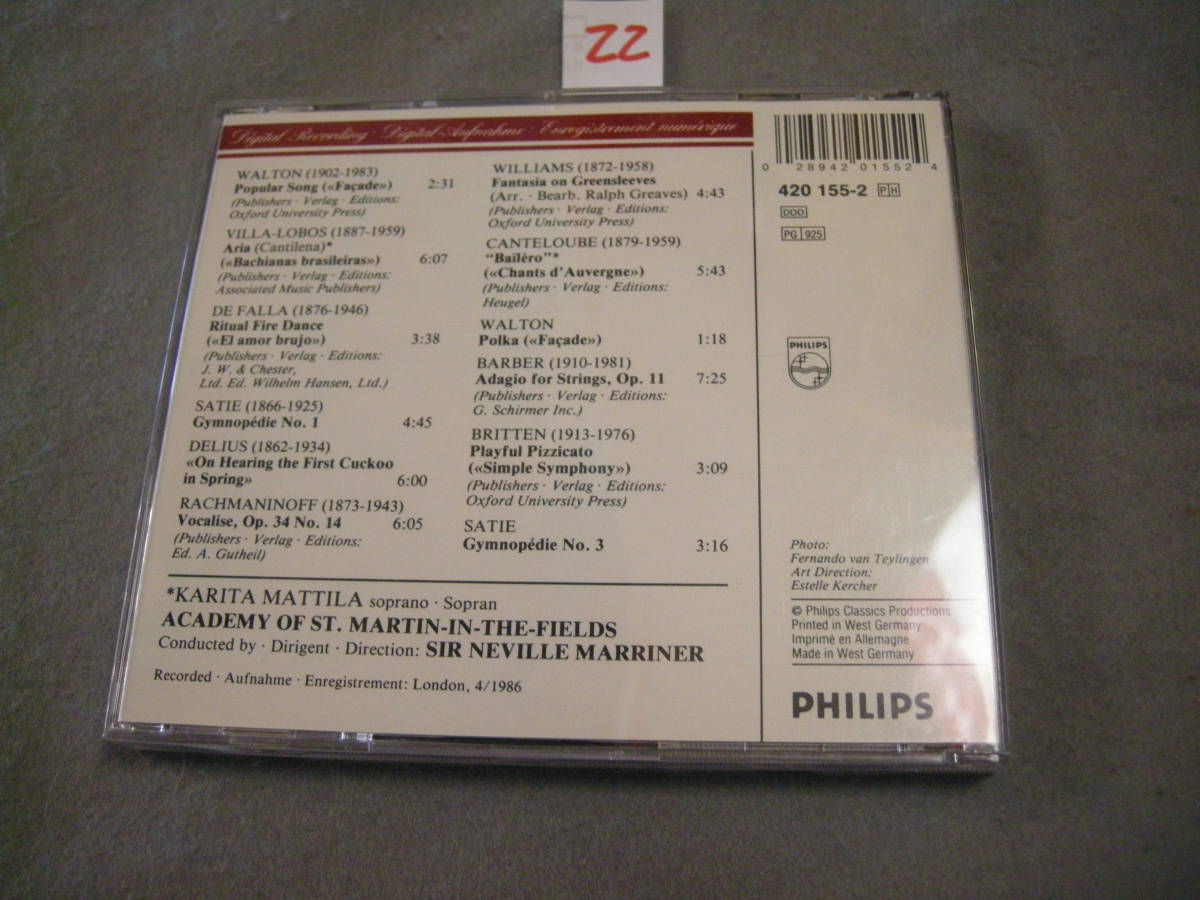 22
Digital Recording · Digital-Aufnahme · Enregistrement numérique
WALTON (1902-1983)
Popular Song («Façade») 2:31
(Publishers · Verlag · Editions:
Oxford University Press)
VILLA-LOBOS (1887-1959)
Aria (Cantilena)*
(«Bachianas brasileiras») 6:07
(Publishers · Verlag · Editions:
Associated Music Publishers)
DE FALLA (1876-1946)
Ritual Fire Dance
(«El amor brujo») 3:38
(Publishers · Verlag · Editions:
J. W. & Chester,
Ltd. Ed. Wilhelm Hansen, Ltd.)
SATIE (1866-1925)
Gymnopédie No. 1 4:45
DELIUS (1862-1934)
«On Hearing the First Cuckoo
in Spring» 6:00
RACHMANINOFF (1873-1943)
Vocalise, Op. 34 No. 14 6:05
(Publishers · Verlag · Editions:
Ed. A. Gutheil)
WILLIAMS (1872-1958)
Fantasia on Greensleeves
(Arr. · Bearb. Ralph Greaves) 4:43
(Publishers · Verlag · Editions:
Oxford University Press)
CANTELOUBE (1879-1959)
"Baïlèro"*
(«Chants d'Auvergne») 5:43
(Publishers · Verlag · Editions:
Heugel)
WALTON
Polka («Façade») 1:18
BARBER (1910-1981)
Adagio for Strings, Op. 11 7:25
(Publishers · Verlag · Editions:
G. Schirmer Inc.)
BRITTEN (1913-1976)
Playful Pizzicato
(«Simple Symphony») 3:09
(Publishers · Verlag · Editions:
Oxford University Press)
SATIE
Gymnopédie No. 3 3:16
*KARITA MATTILA soprano · Sopran
ACADEMY OF ST. MARTIN-IN-THE-FIELDS
Conducted by · Dirigent · Direction: SIR NEVILLE MARRINER
Recorded · Aufnahme · Enregistrement: London, 4/1986
0 28942 01552 4
420 155-2 PH
DDD
PG 925
PHILIPS
Photo:
Fernando van Teylingen
Art Direction:
Estelle Kercher
© Philips Classics Productions
Printed in West Germany
Imprimé en Allemagne
Made in West Germany
PHILIPS